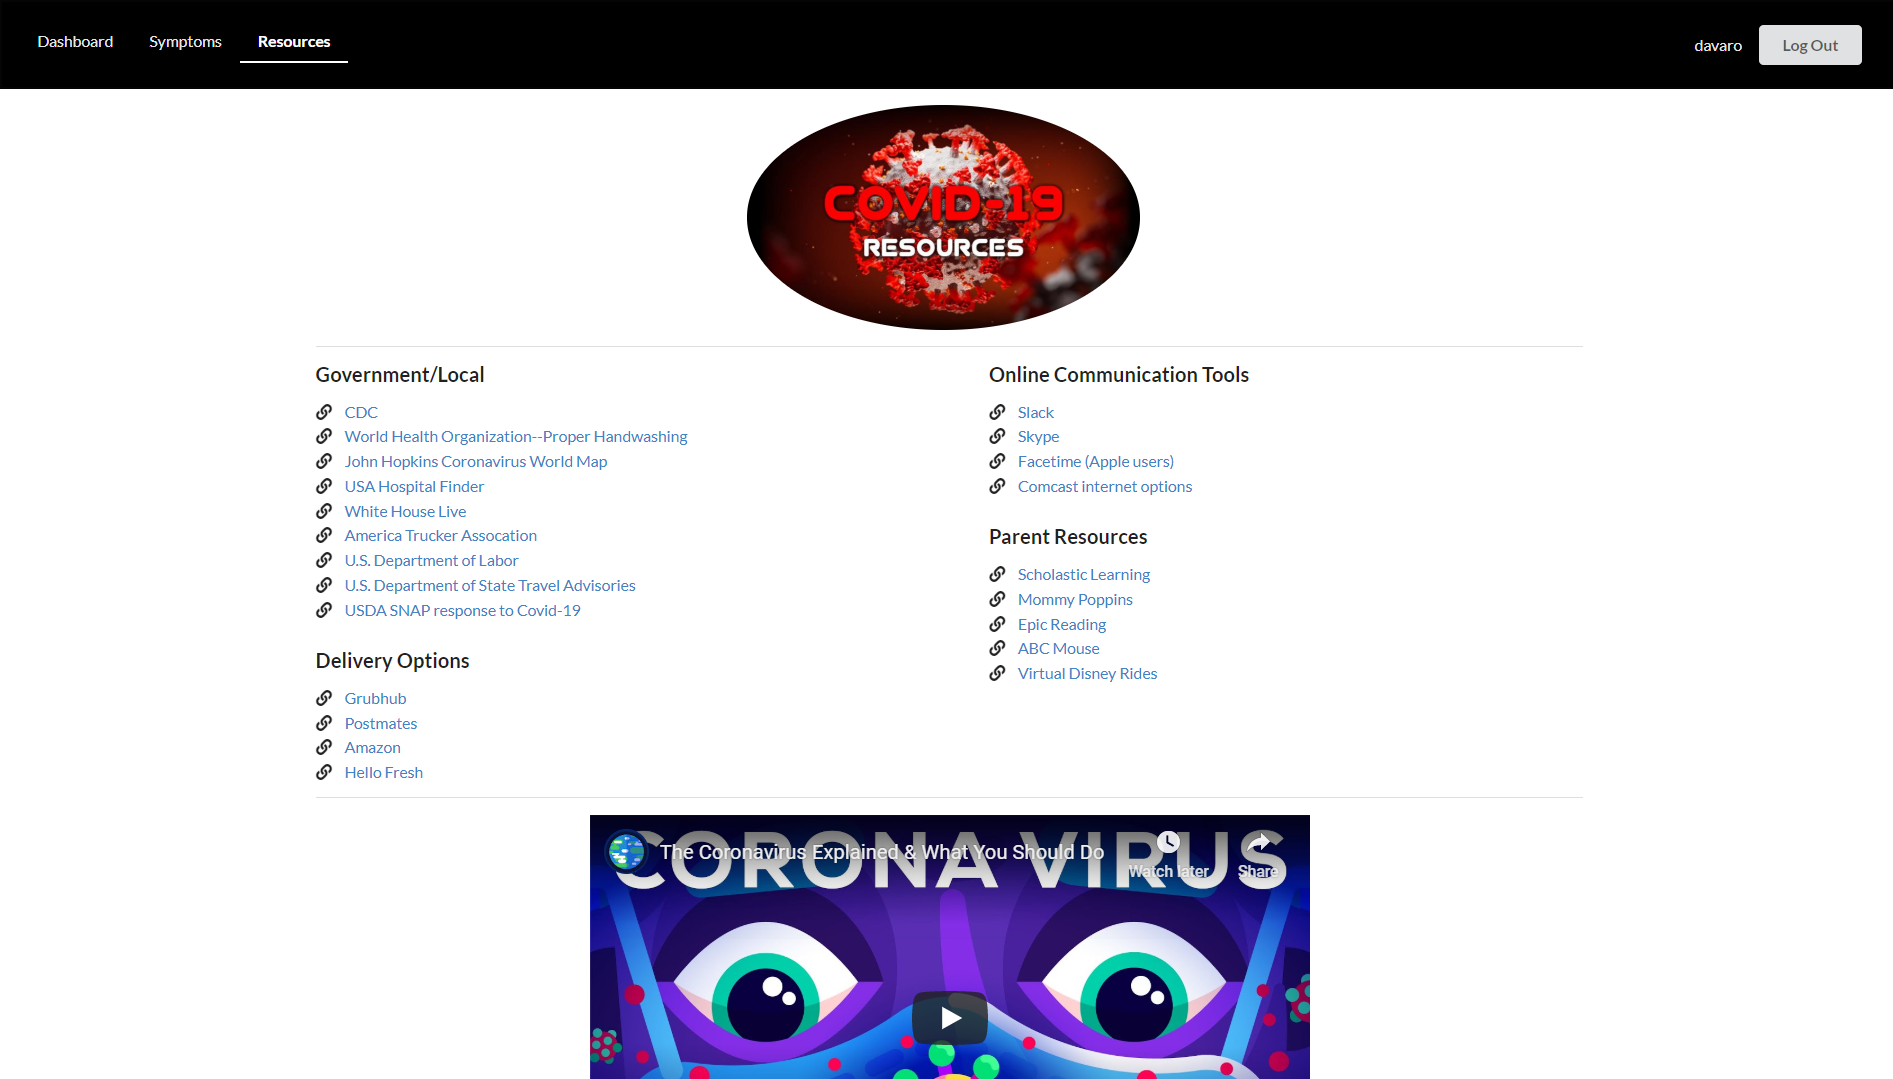 Dashboard
Symptoms
Resources
davaro
Log Out
COVID-19
RESOURCES
Government/Local
CDC
World Health Organization--Proper Handwashing
John Hopkins Coronavirus World Map
USA Hospital Finder
White House Live
America Trucker Assocation
U.S. Department of Labor
U.S. Department of State Travel Advisories
USDA SNAP response to Covid-19
Delivery Options
Grubhub
Postmates
Amazon
Hello Fresh
Online Communication Tools
Slack
Skype
Facetime (Apple users)
Comcast internet options
Parent Resources
Scholastic Learning
Mommy Poppins
Epic Reading
ABC Mouse
Virtual Disney Rides
CORONA VIRUS
The Coronavirus Explained & What You Should Do
Watch later
Share